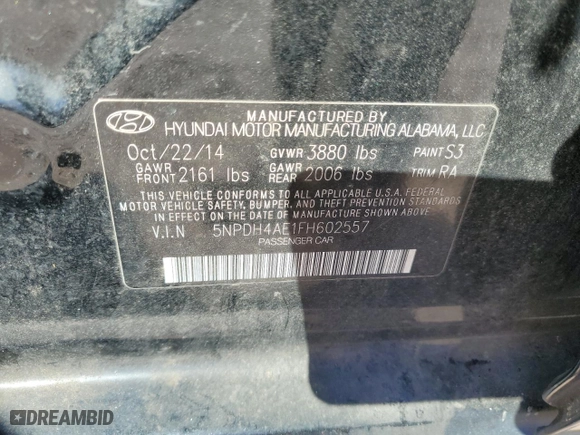 MANUFACTURED BY
HYUNDAI MOTOR MANUFACTURING ALABAMA, LLC
Oct/22/14 GVWR 3880 lbs PAINT S3
GAWR FRONT 2161 lbs GAWR REAR 2006 lbs TRIM RA
THIS VEHICLE CONFORMS TO ALL APPLICABLE U.S.A. FEDERAL
MOTOR VEHICLE SAFETY, BUMPER, AND THEFT PREVENTION STANDARDS
IN EFFECT ON THE DATE OF MANUFACTURE SHOWN ABOVE.
V.I.N 5NPDH4AE1FH602557
PASSENGER CAR
DREAMBID